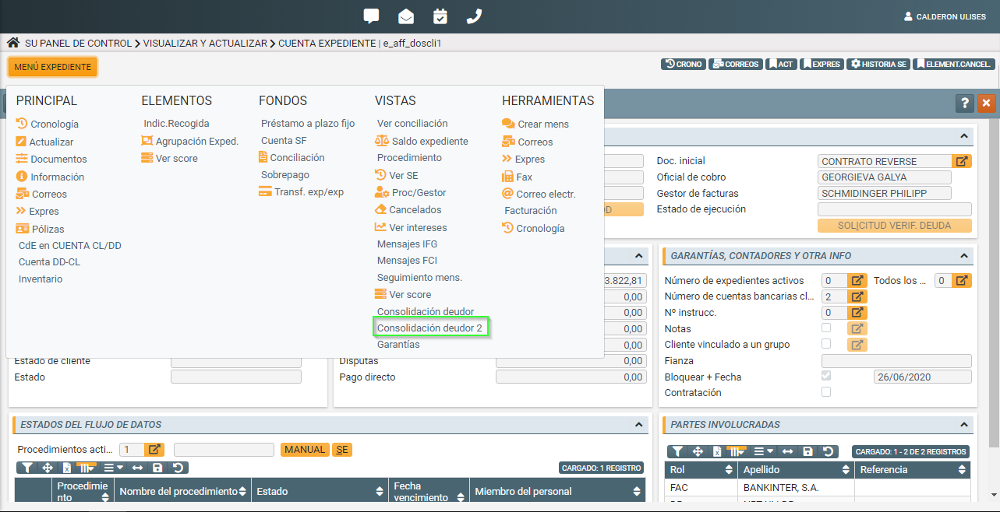 CALDERON ULISES
SU PANEL DE CONTROL VISUALIZAR Y ACTUALIZAR CUENTA EXPEDIENTE | e_aff_doscli1
MENÚ EXPEDIENTE
CRONO CORREOS ACT EXPRES HISTORIA SE ELEMENT.CANCEL.
PRINCIPAL
Cronología
Actualizar
Documentos
Información
Correos
Expres
Pólizas
CdE en CUENTA CL/DD
Cuenta DD-CL
Inventario
ELEMENTOS
Indic.Recogida
Agrupación Exped.
Ver score
FONDOS
Préstamo a plazo fijo
Cuenta SF
Conciliación
Sobrepago
Transf. exp/exp
VISTAS
Ver conciliación
Saldo expediente
Procedimiento
Ver SE
Proc/Gestor
Cancelados
Ver intereses
Mensajes IFG
Mensajes FCI
Seguimiento mens.
Ver score
Consolidación deudor
Consolidación deudor 2
Garantías
HERRAMIENTAS
Crear mens
Correos
Expres
Fax
Correo electr.
Facturación
Cronología
? ×
Doc. inicial CONTRATO REVERSE
Oficial de cobro GEORGIEVA GALYA
Gestor de facturas SCHMIDINGER PHILIPP
Estado de ejecución
SOLICITUD VERIF. DEUDA
Estado de cliente
Estado
3.822,81
0,00
0,00
0,00
0,00
Disputas 0,00
Pago directo 0,00
GARANTÍAS, CONTADORES Y OTRA INFO
Número de expedientes activos 0 Todos los ... 0
Número de cuentas bancarias cl... 2
Nº instrucc. 0
Notas
Cliente vinculado a un grupo
Fianza
Bloquear + Fecha 26/06/2020
Contratación
ESTADOS DEL FLUJO DE DATOS
Procedimientos acti... 1 MANUAL SE
CARGADO: 1 REGISTRO
Procedimie
nto
Nombre del procedimiento
Estado
Fecha
vencimiento
Miembro del personal
PARTES INVOLUCRADAS
CARGADO: 1 - 2 DE 2 REGISTROS
Rol Apellido Referencia
FAC BANKINTER, S.A.